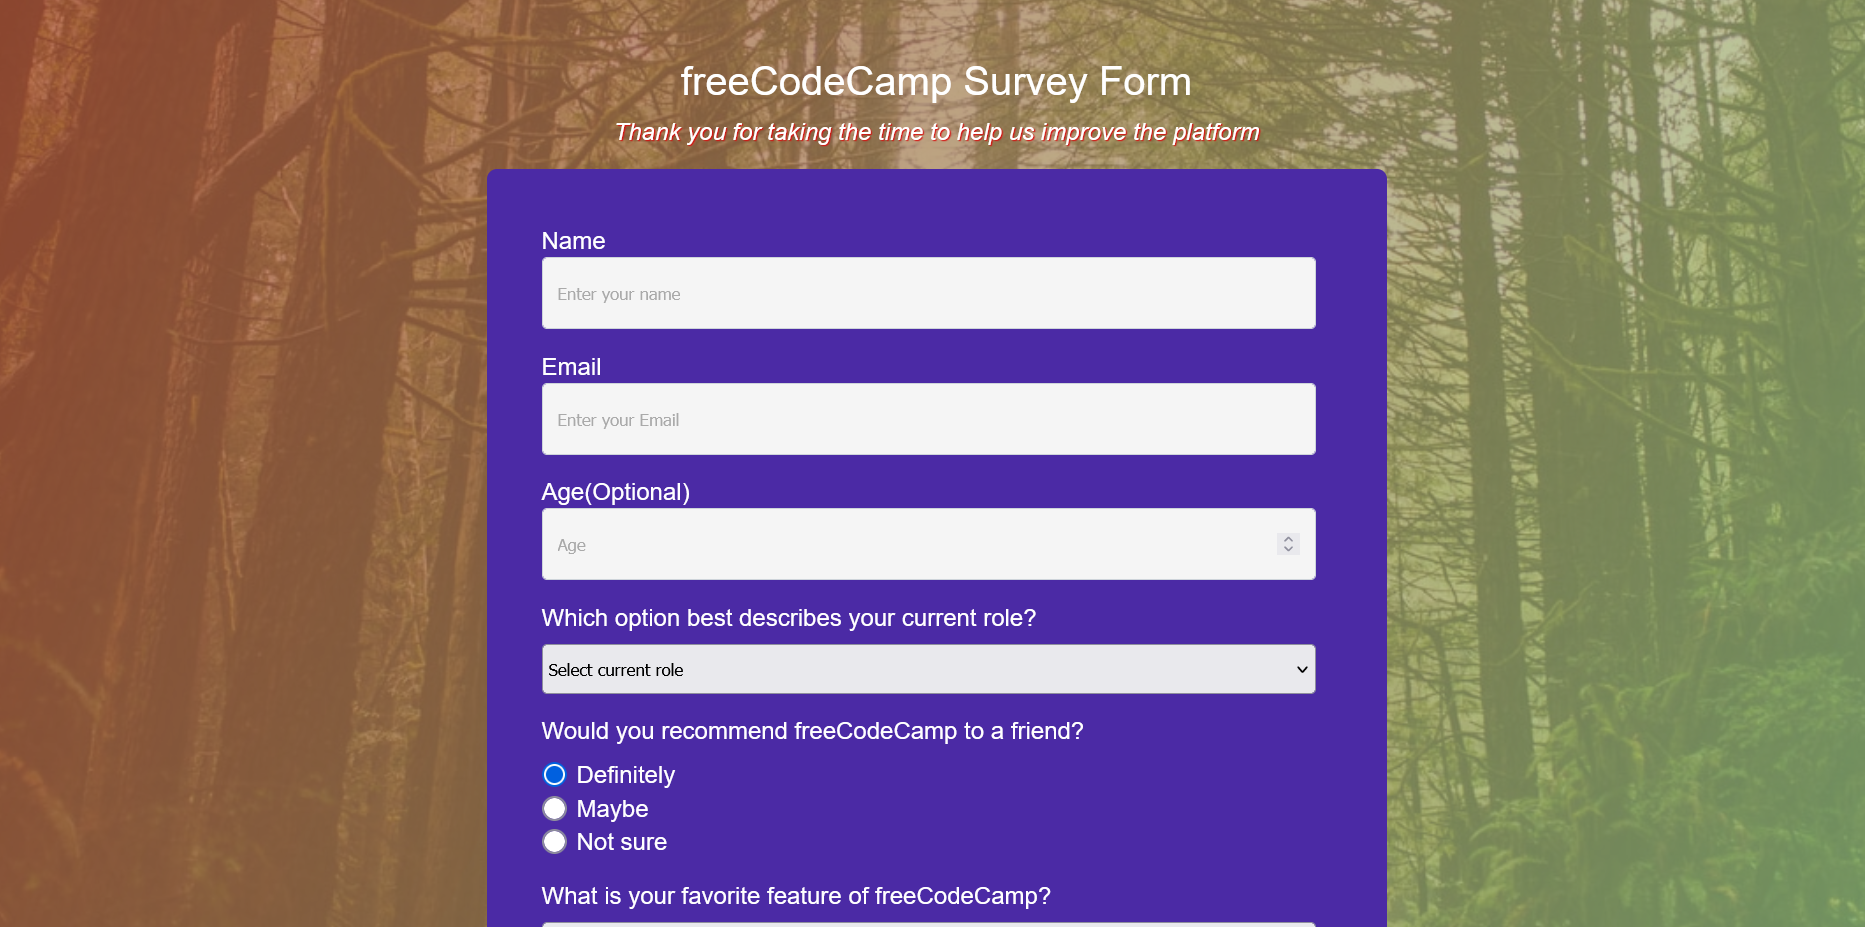 freeCodeCamp Survey Form
Thank you for taking the time to help us improve the platform
Name
Enter your name
Email
Enter your Email
Age(Optional)
Age
Which option best describes your current role?
Select current role
Would you recommend freeCodeCamp to a friend?
Definitely
Maybe
Not sure
What is your favorite feature of freeCodeCamp?